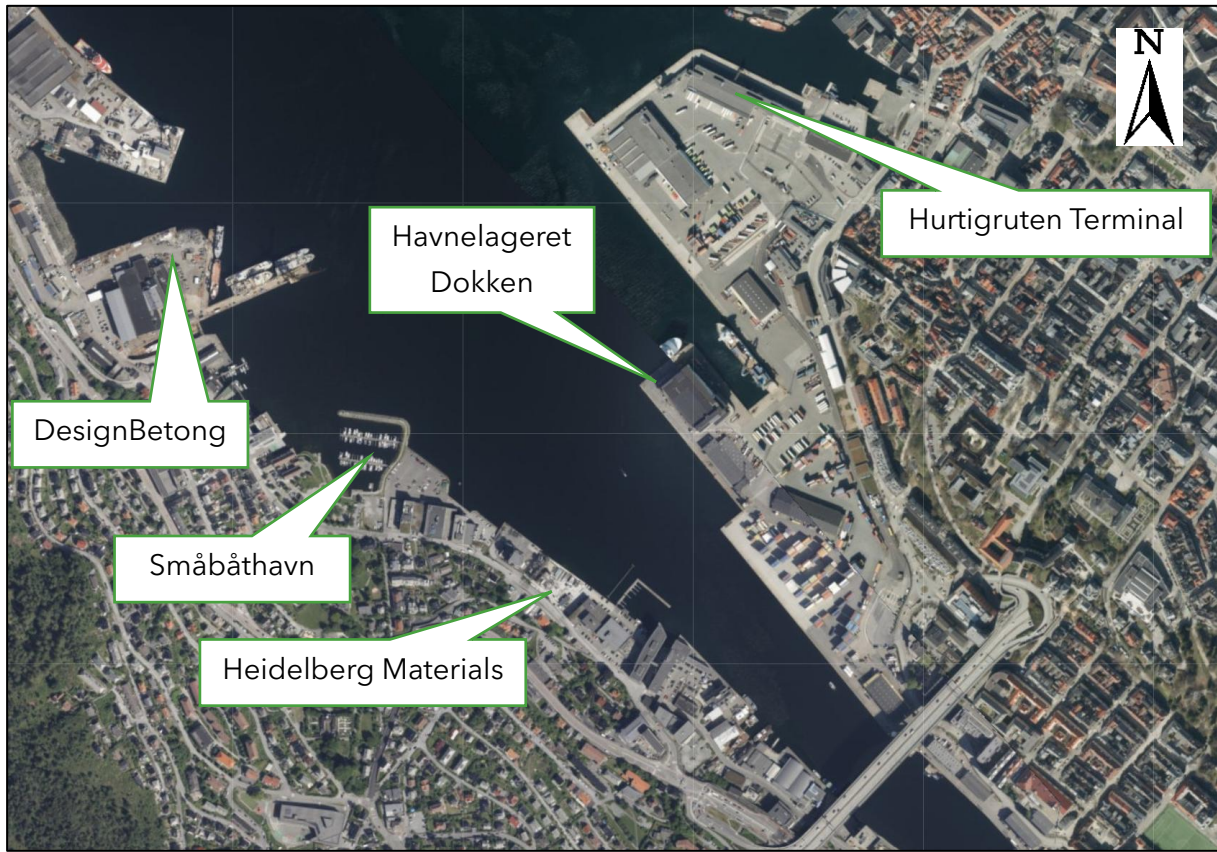 N
Hurtigruten Terminal
Havnelageret
Dokken
DesignBetong
Småbåthavn
Heidelberg Materials